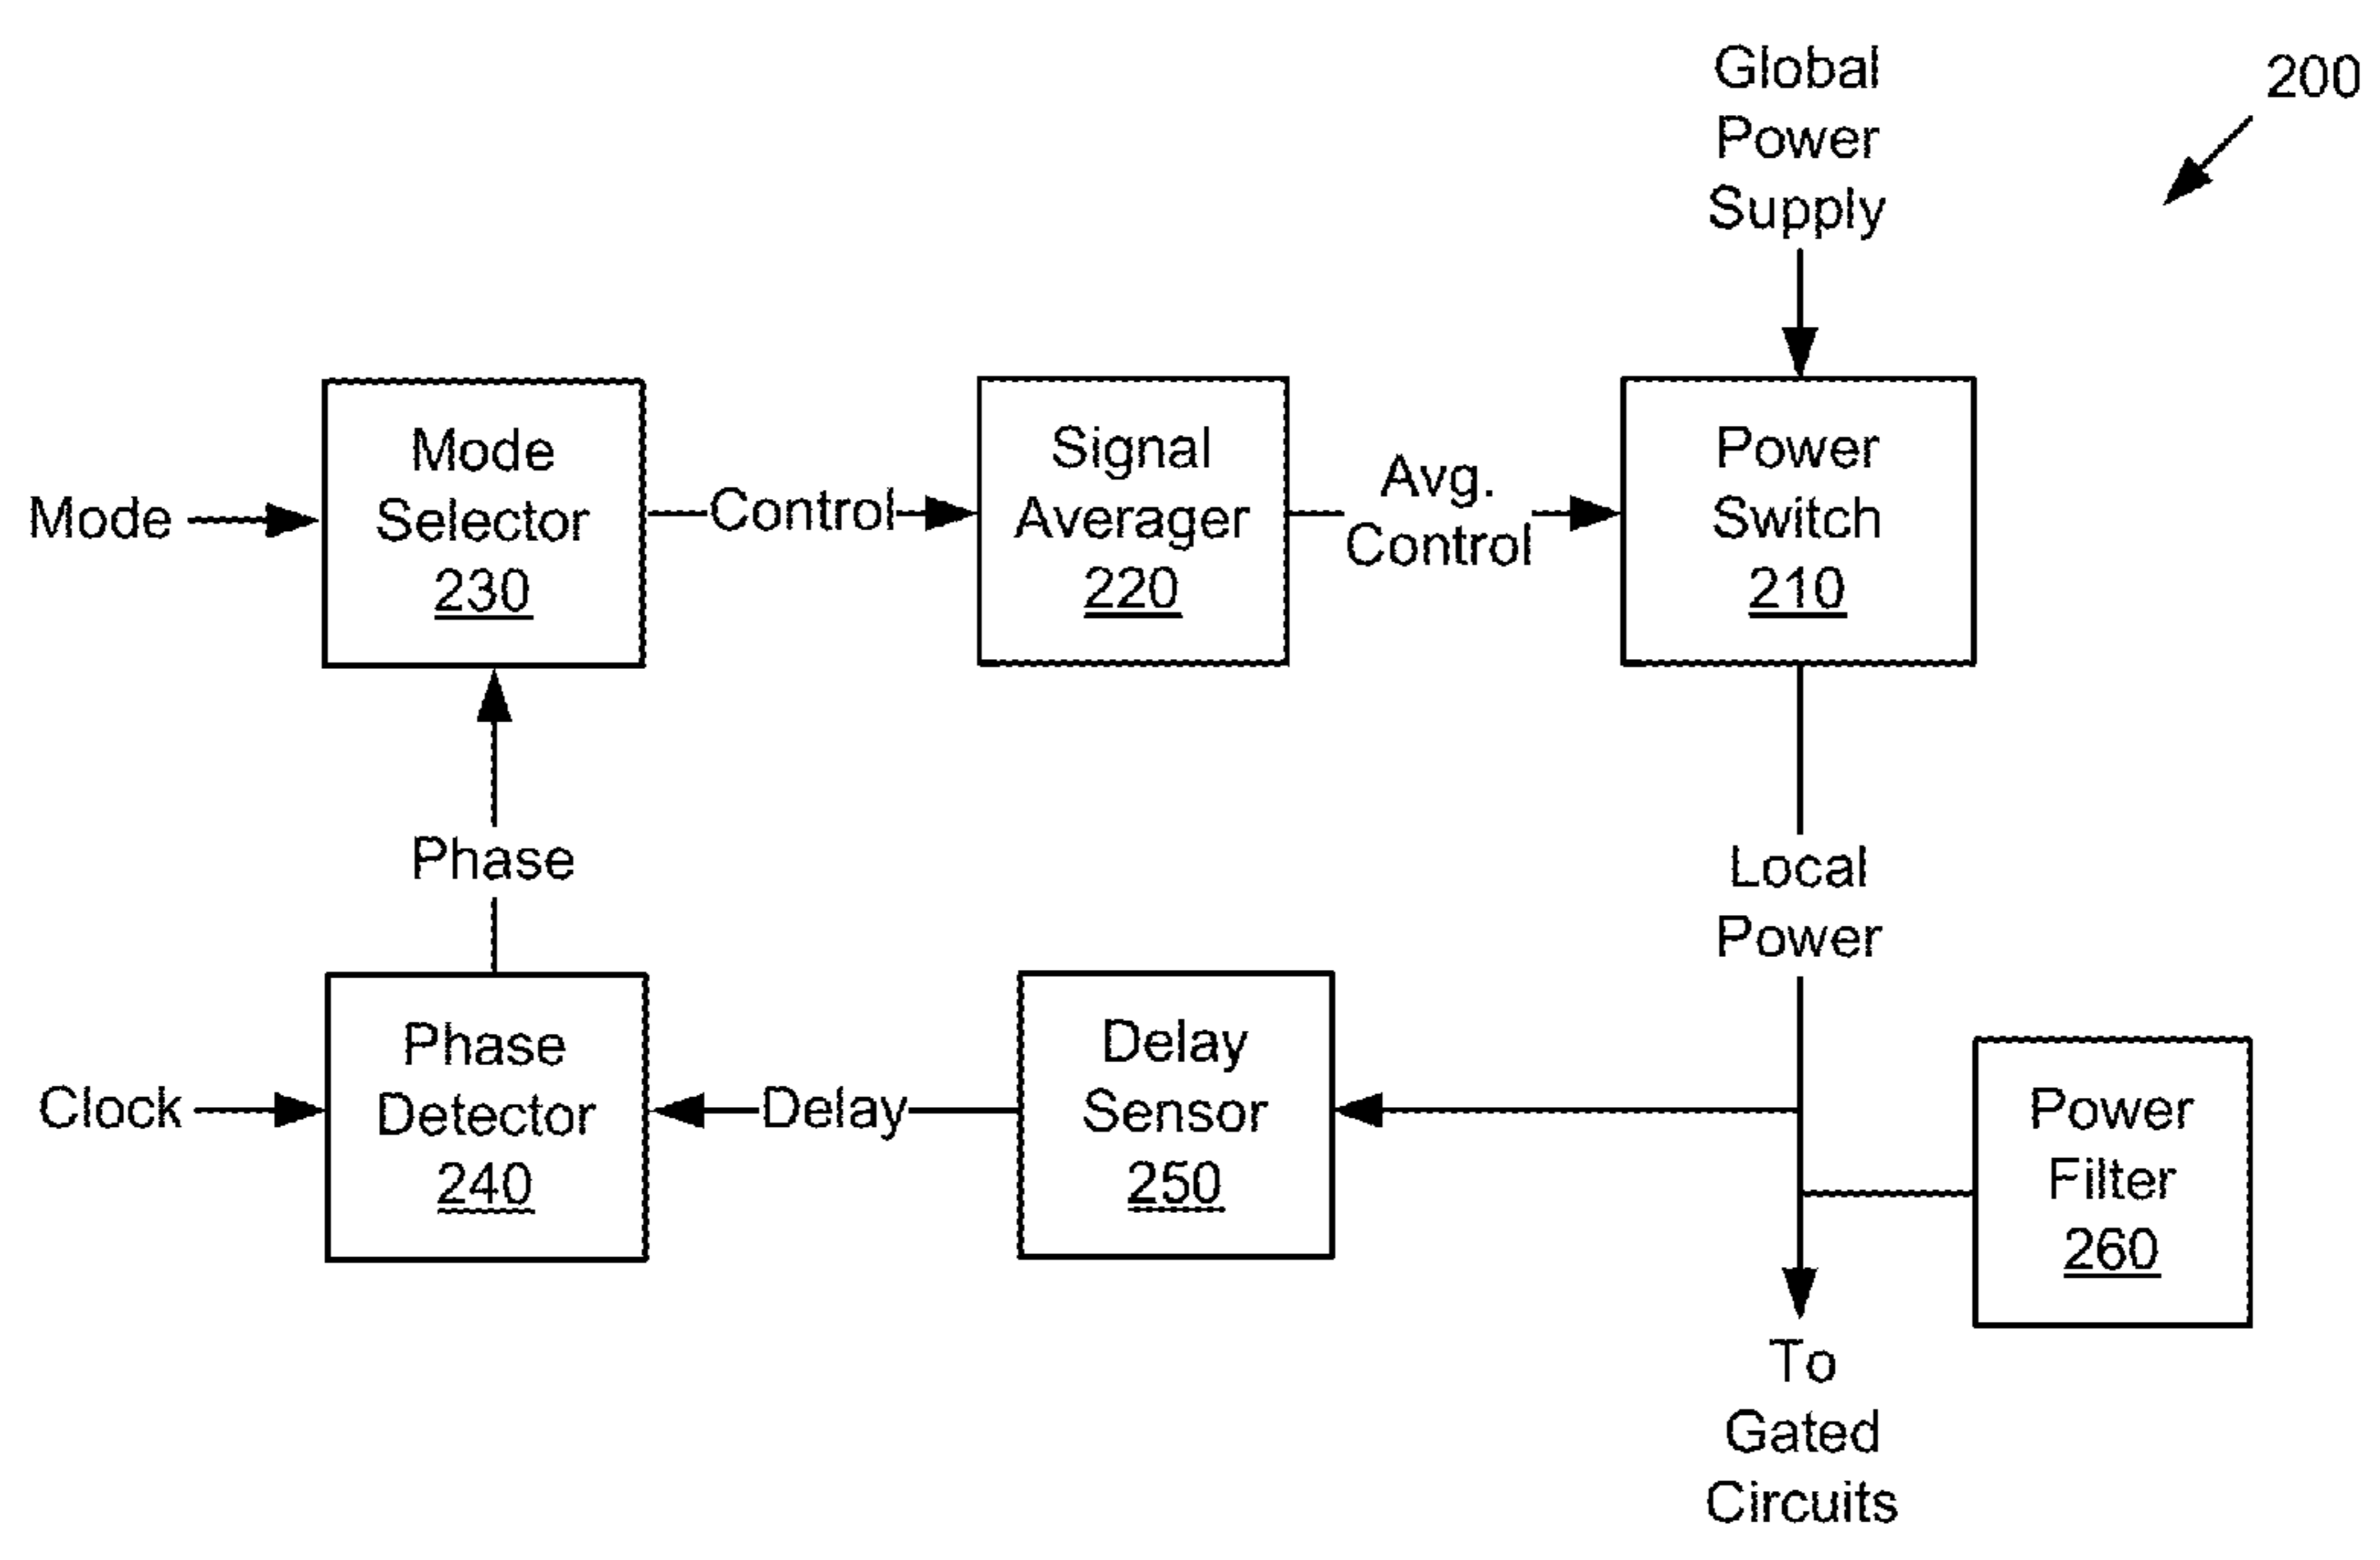 Global
Power
Supply
200
Mode
Mode
Selector
230
Control
Signal
Averager
220
Avg.
Control
Power
Switch
210
Phase
Local
Power
Clock
Phase
Detector
240
Delay
Delay
Sensor
250
Power
Filter
260
To
Gated
Circuits